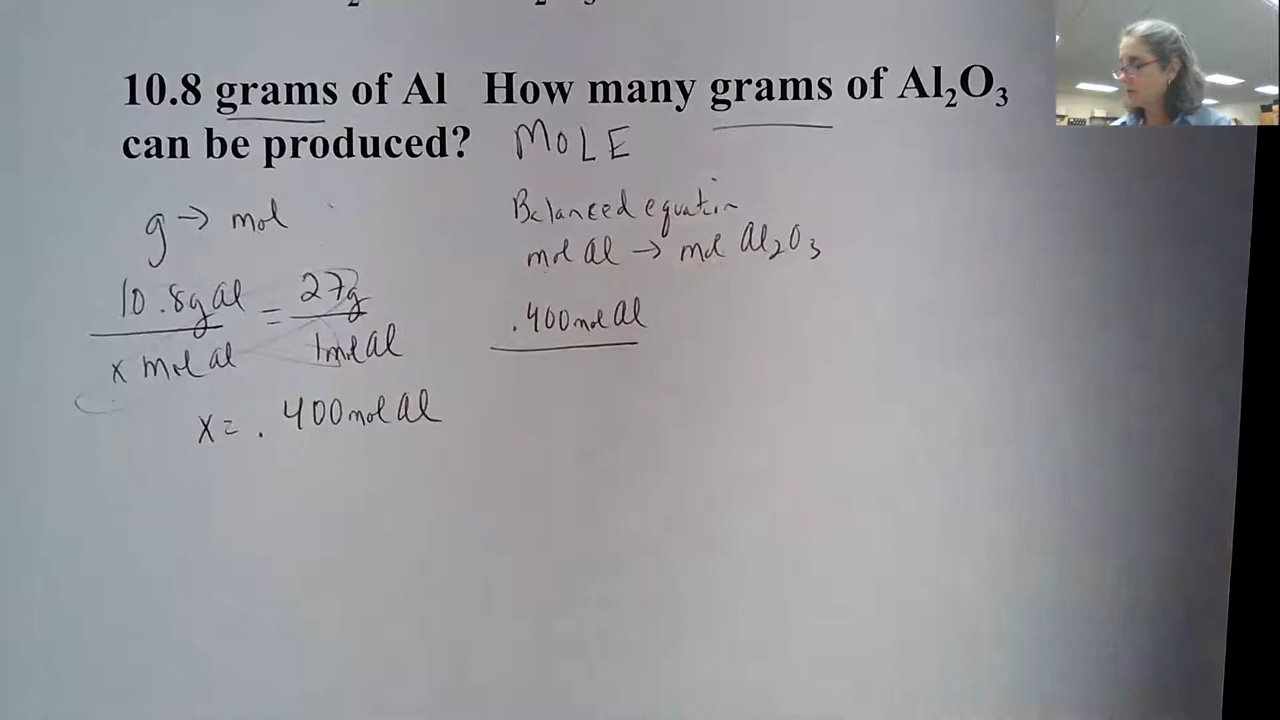 10.8 grams of Al How many grams of Al₂O₃
can be produced? MOLE
g → mol
10.8g Al = 27g
x mol Al 1mol Al
x = .400mol Al
Balanced equation
mol Al → mol Al₂O₃
.400mol Al